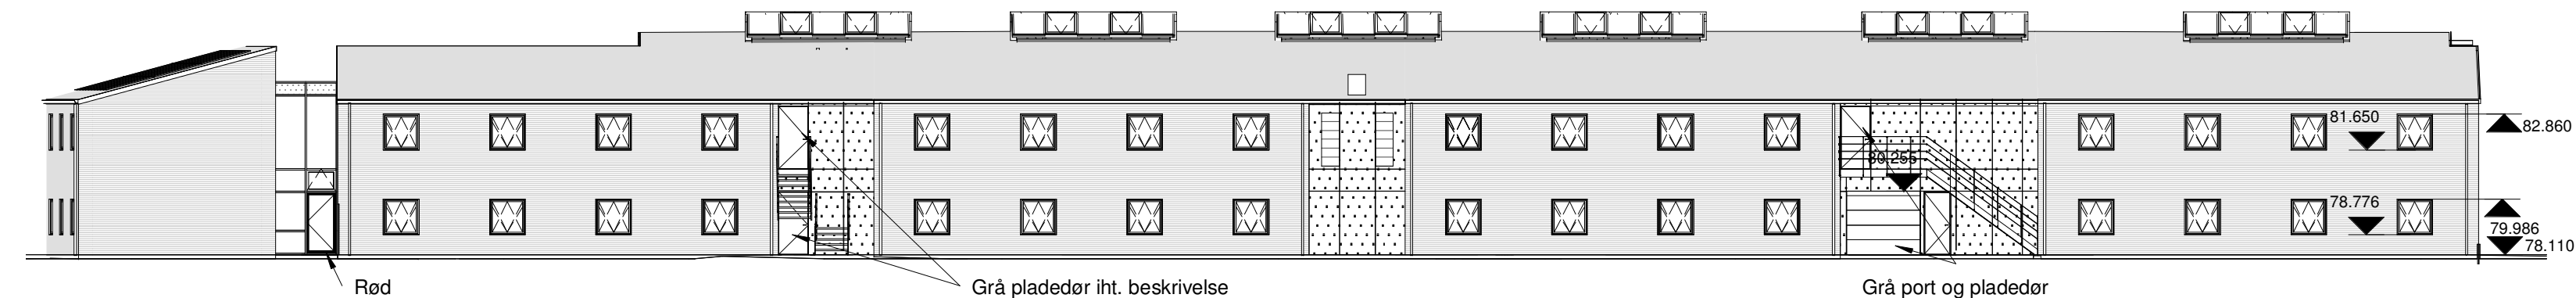 81.650
82.860
80.255
78.776
79.986
78.110
Rød
Grå pladedør iht. beskrivelse
Grå port og pladedør